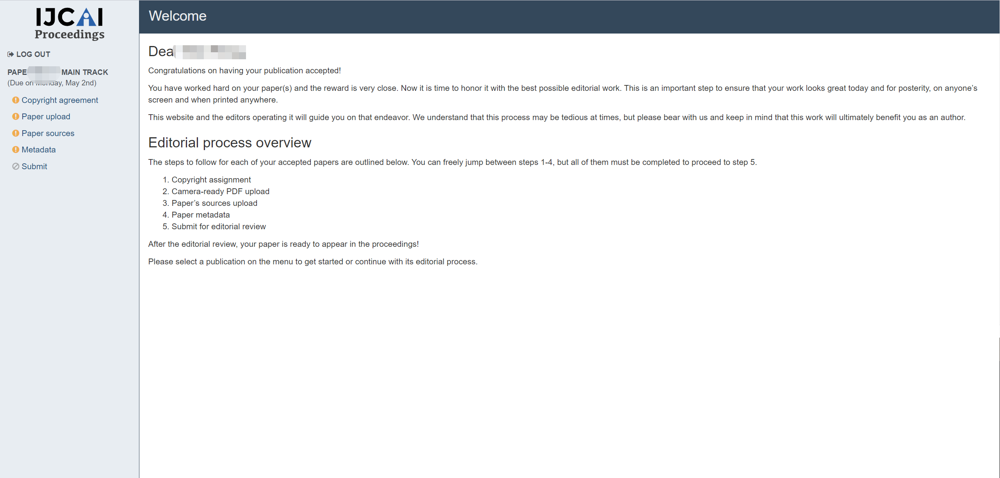 IJCAI
Proceedings
LOG OUT
MAIN TRACK
(Due on Monday, May 2nd)
Copyright agreement
Paper upload
Paper sources
Metadata
Submit
Welcome
Congratulations on having your publication accepted!
You have worked hard on your paper(s) and the reward is very close. Now it is time to honor it with the best possible editorial work. This is an important step to ensure that your work looks great today and for posterity, on anyone’s
screen and when printed anywhere.
This website and the editors operating it will guide you on that endeavor. We understand that this process may be tedious at times, but please bear with us and keep in mind that this work will ultimately benefit you as an author.
Editorial process overview
The steps to follow for each of your accepted papers are outlined below. You can freely jump between steps 1-4, but all of them must be completed to proceed to step 5.
1. Copyright assignment
2. Camera-ready PDF upload
3. Paper’s sources upload
4. Paper metadata
5. Submit for editorial review
After the editorial review, your paper is ready to appear in the proceedings!
Please select a publication on the menu to get started or continue with its editorial process.